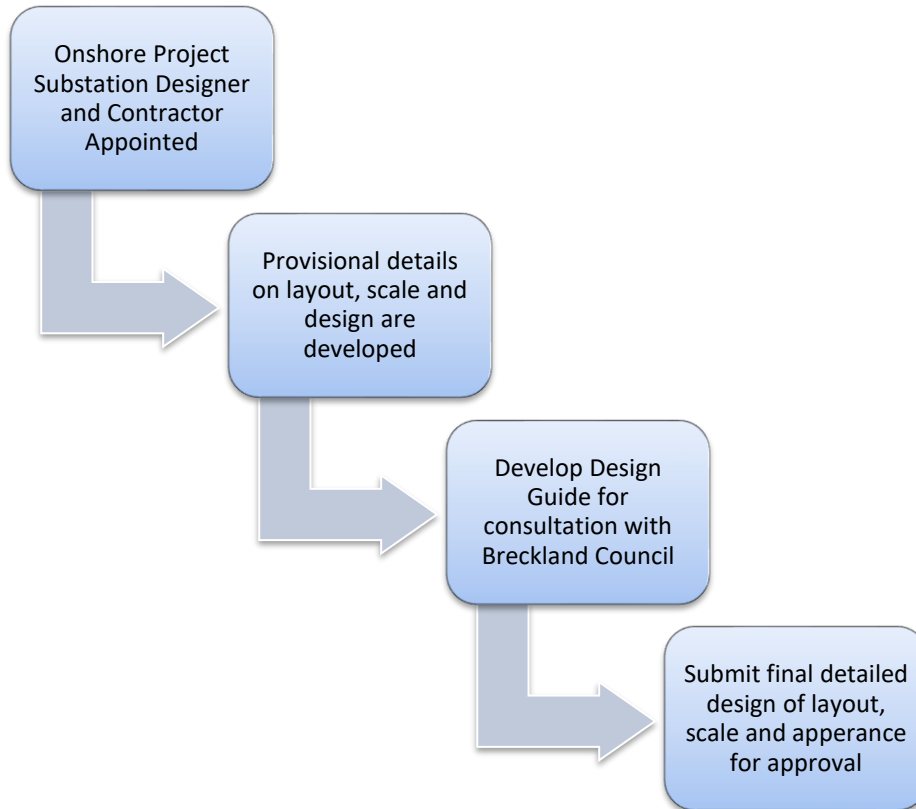 Onshore Project
Substation Designer
and Contractor
Appointed
Provisional details
on layout, scale and
design are
developed
Develop Design
Guide for
consultation with
Breckland Council
Submit final detailed
design of layout,
scale and apperance
for approval